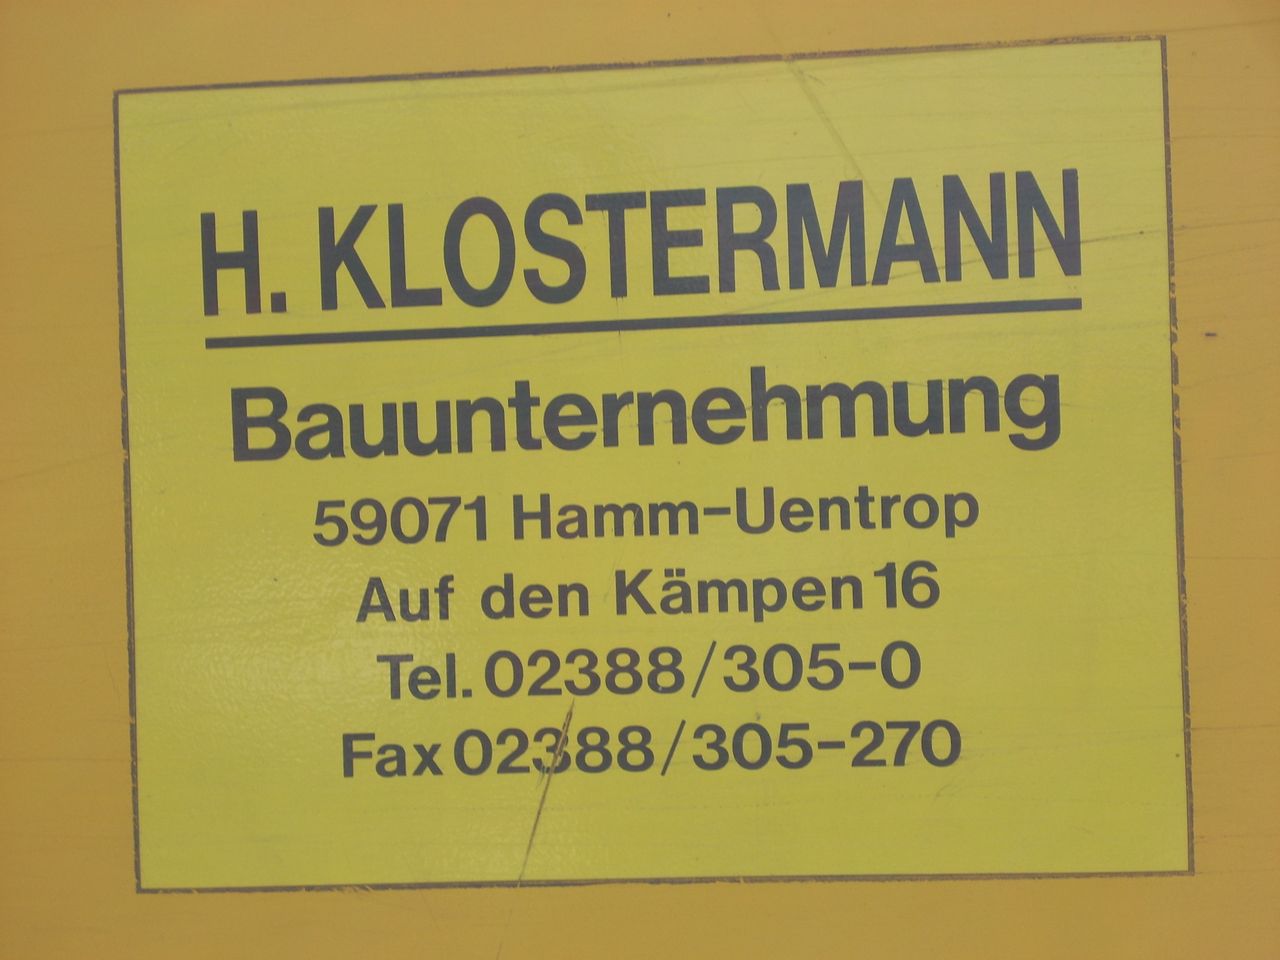 H. KLOSTERMANN
Bauunternehmung
59071 Hamm-Uentrop
Auf den Kämpen 16
Tel. 02388/305-0
Fax 02388/305-270